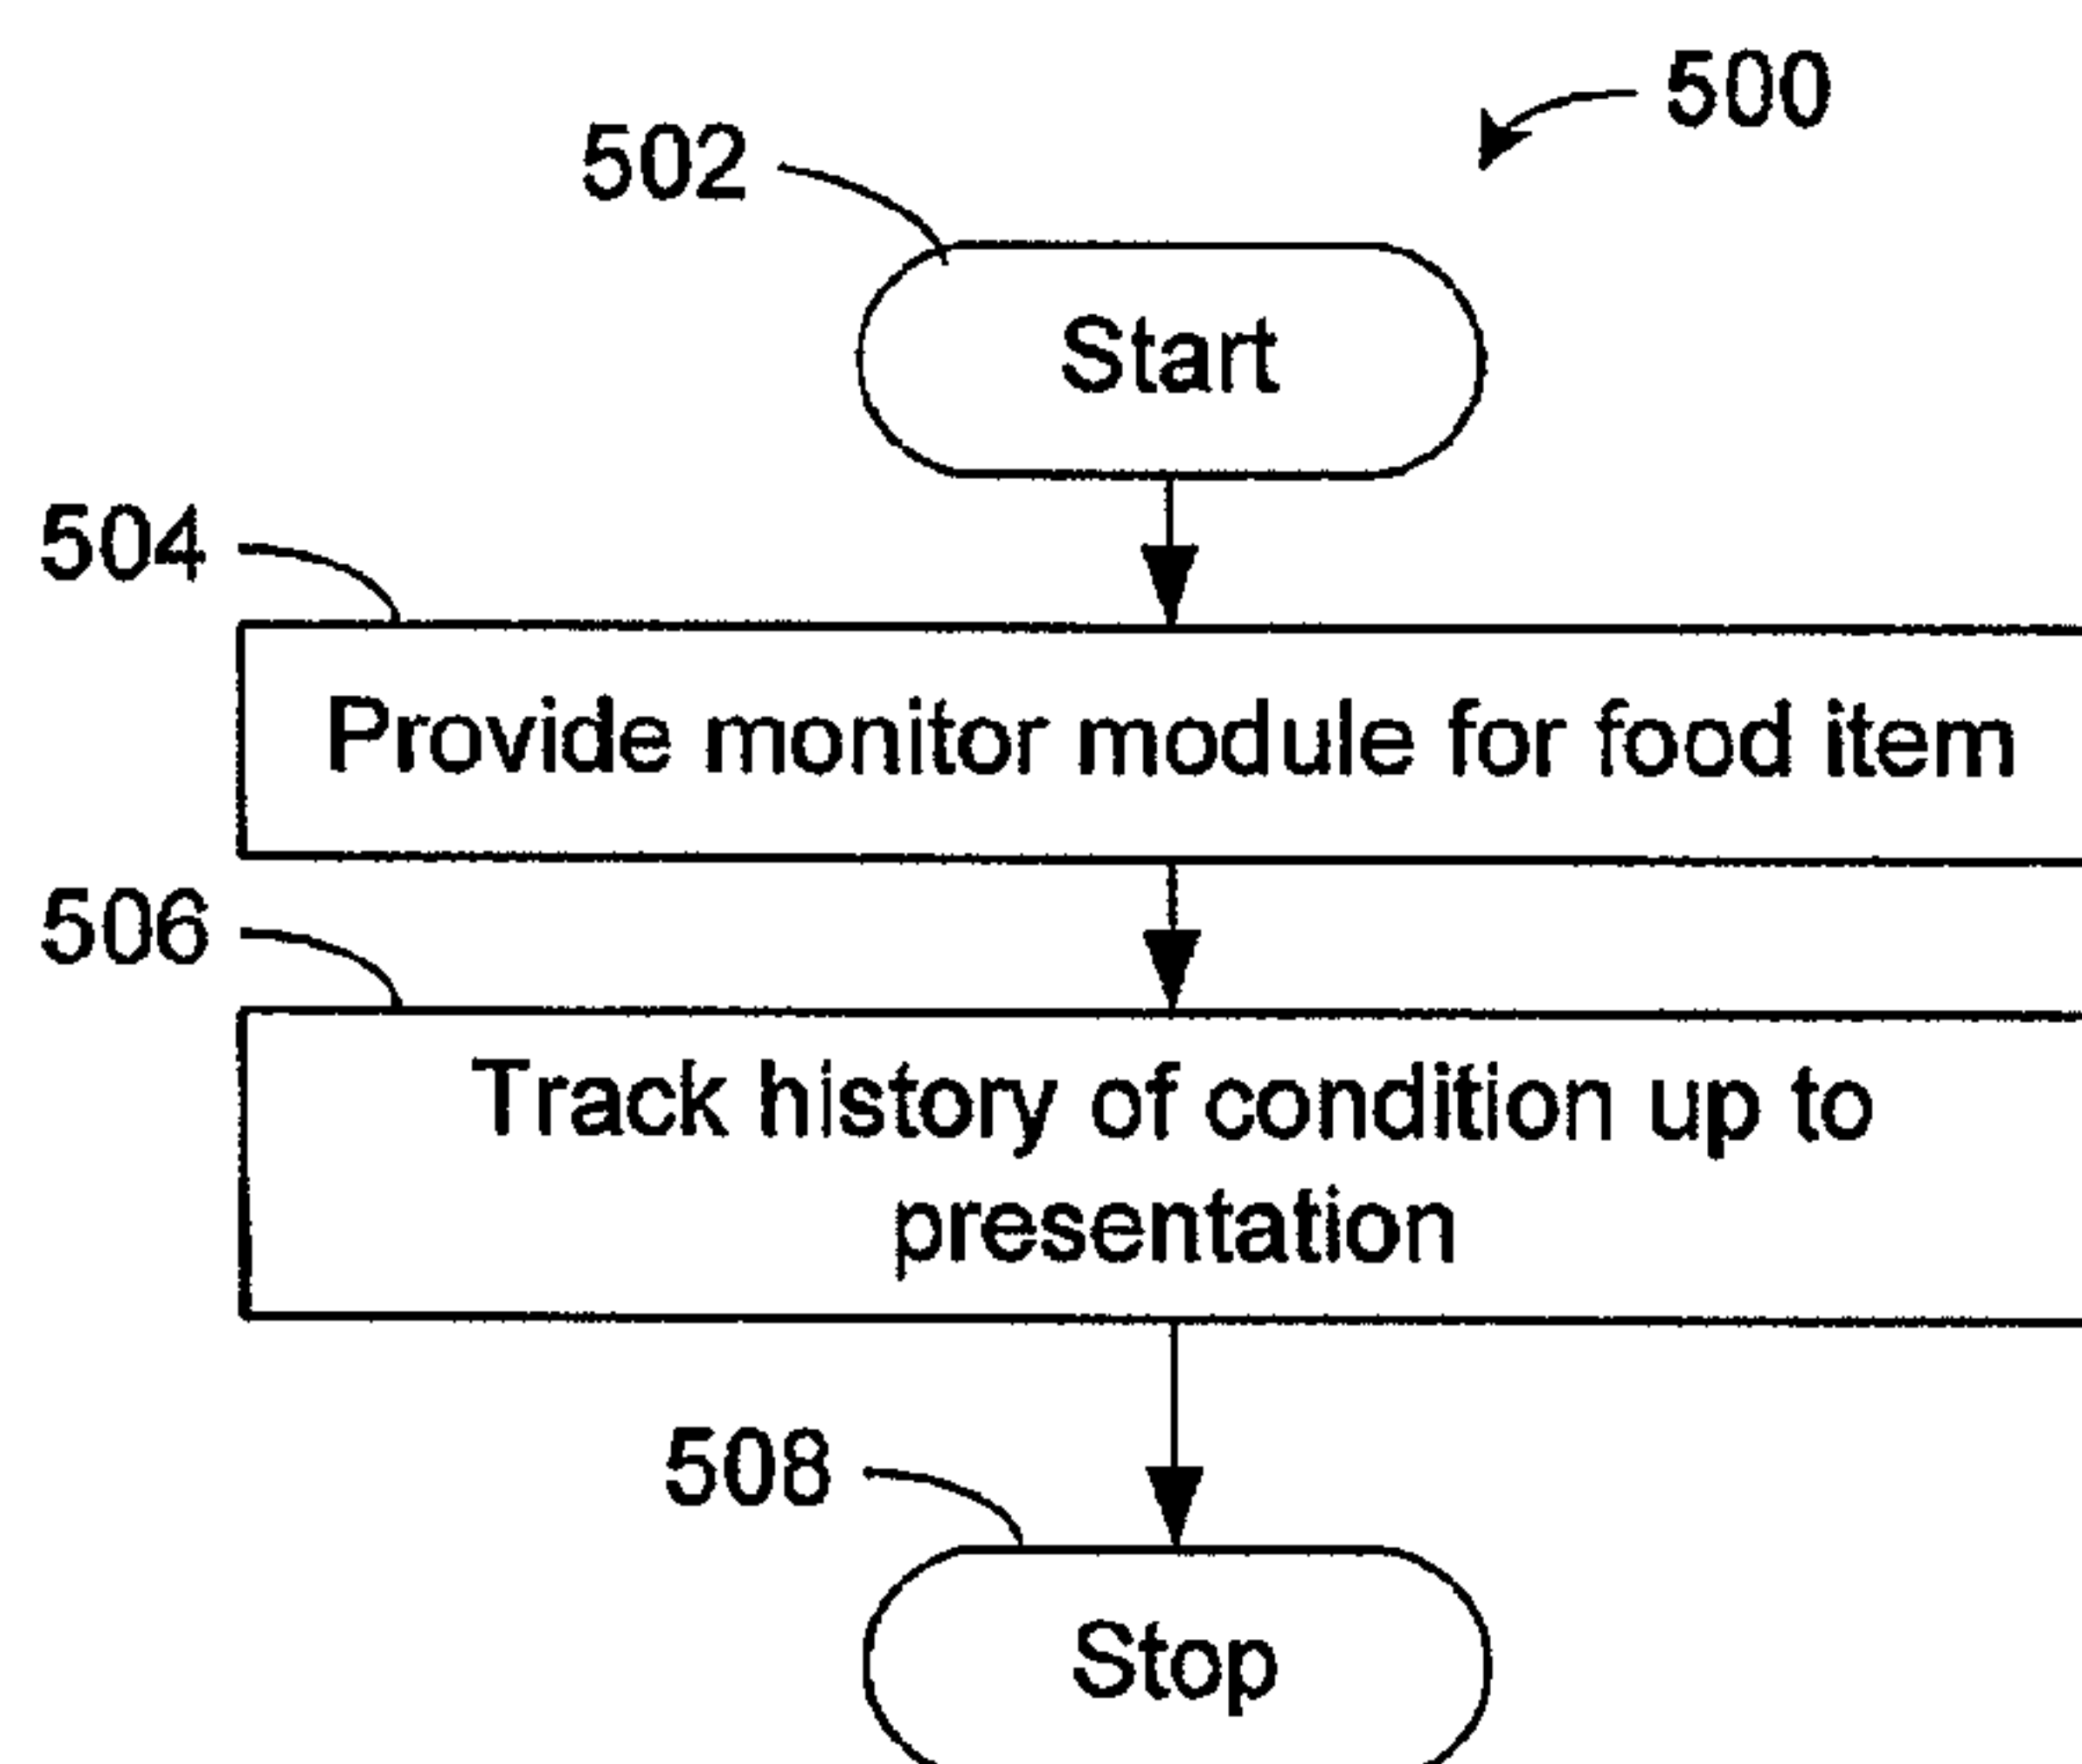 500
502
Start
504
Provide monitor module for food item
506
Track history of condition up to
presentation
508
Stop